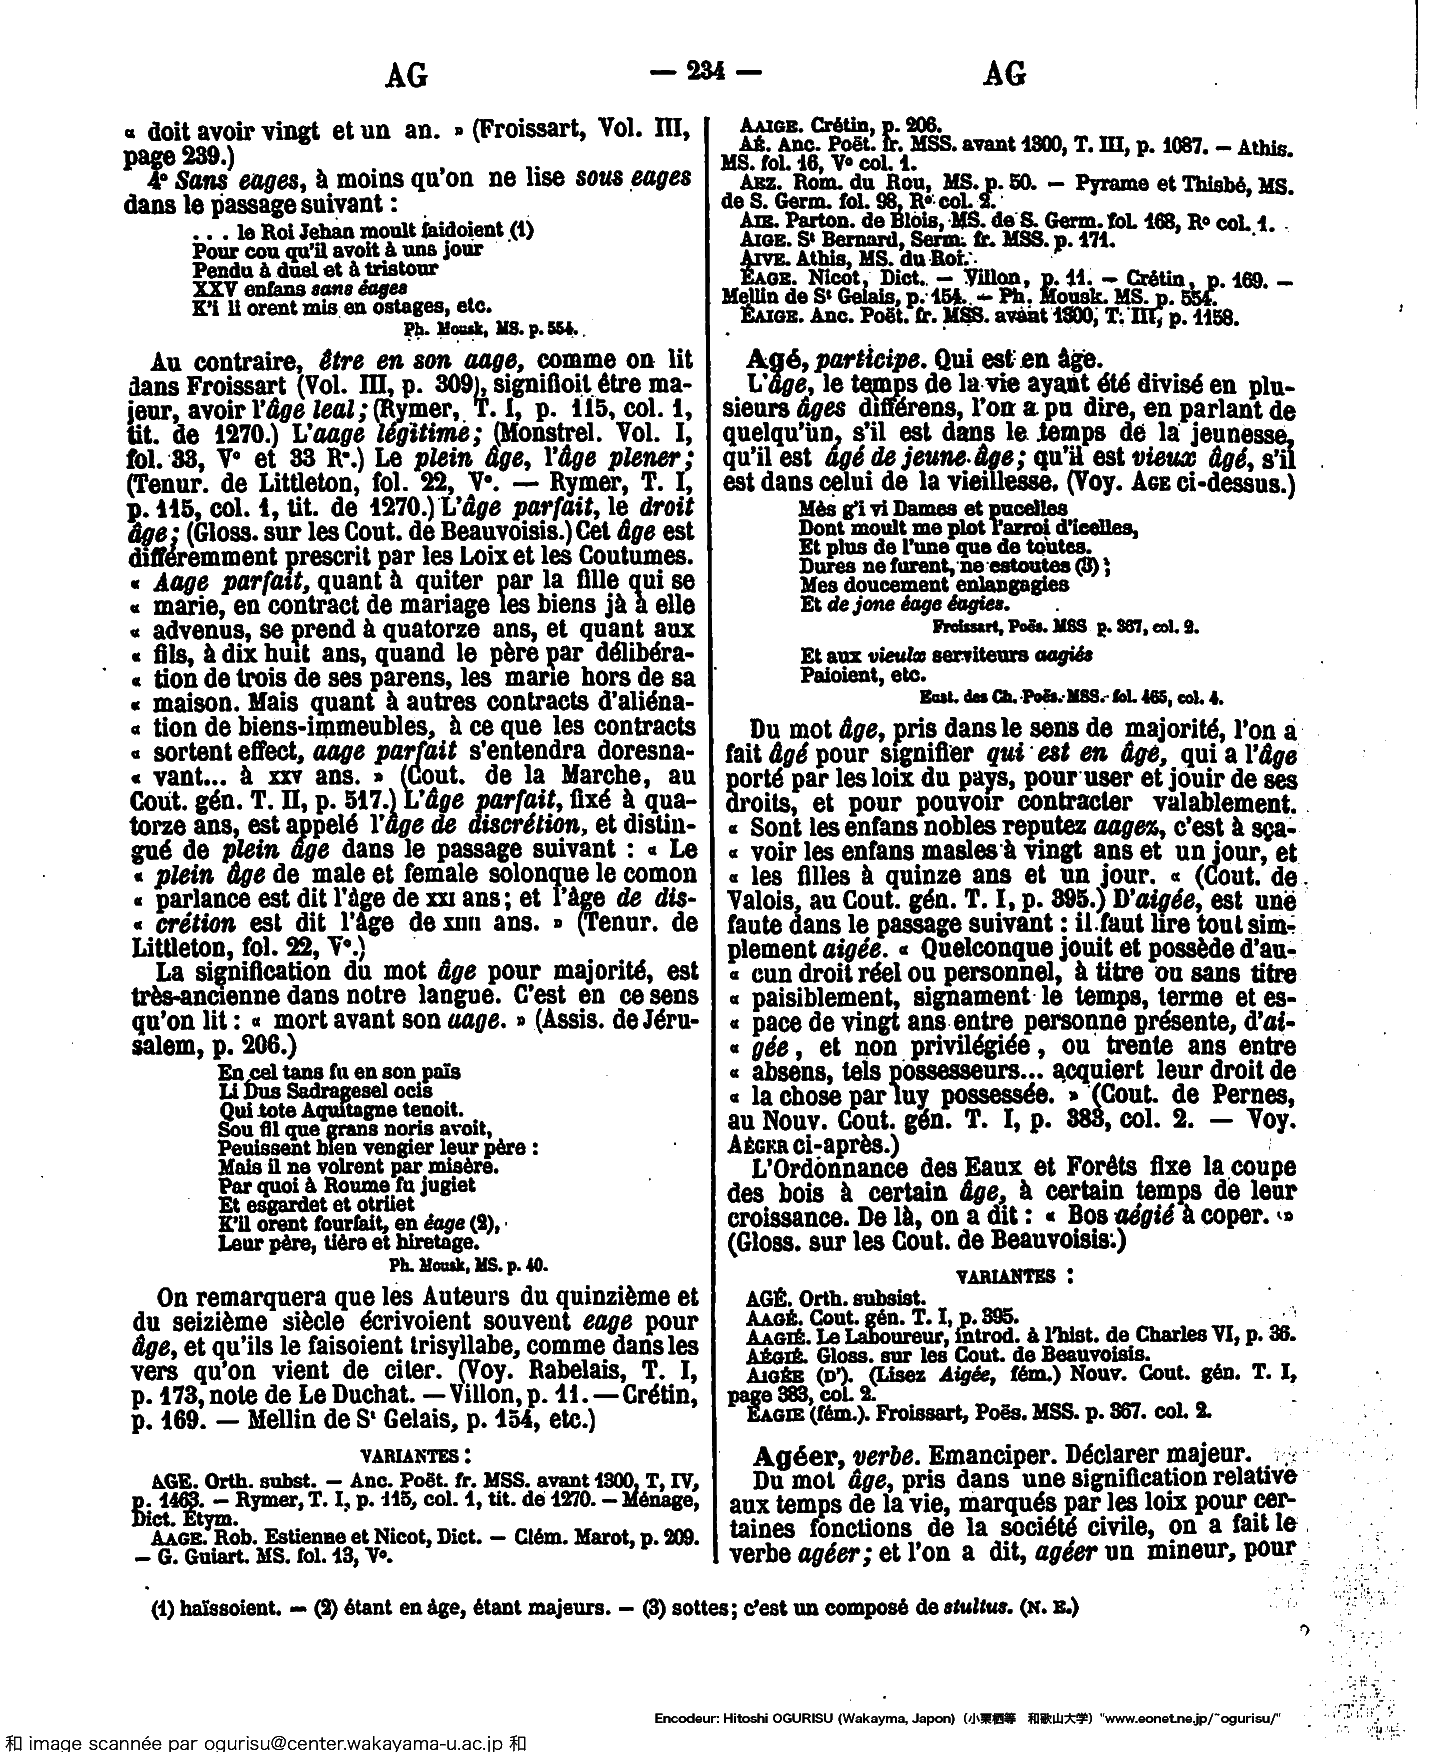 AG
— 234 —
AG
« doit avoir vingt et un an. » (Froissart, Vol. III,
page 239.)
4° Sans eages, à moins qu'on ne lise sous eages
dans le passage suivant :
. . . le Roi Jehan moult faidoient (1)
Pour cou qu'il avoit à uns jour
Pendu à duel et à tristour
XXV enfans sans éages
K'i li orent mis en ostages, etc.
Ph. Mousk, MS. p. 554.
Au contraire, être en son aage, comme on lit
dans Froissart (Vol. III, p. 309), signifioit être ma-
jeur, avoir l'âge leal; (Rymer, T. I, p. 115, col. 1,
tit. de 1270.) L'aage légitime; (Monstrel. Vol. I,
fol. 33, V° et 33 R°.) Le plein âge, l'âge plener;
(Tenur. de Littleton, fol. 22, V°. — Rymer, T. I,
p. 115, col. 1, tit. de 1270.) L'âge parfait, le droit
âge; (Gloss. sur les Cout. de Beauvoisis.) Cet âge est
différemment prescrit par les Loix et les Coutumes.
« Aage parfait, quant à quiter par la fille qui se
« marie, en contract de mariage les biens jà à elle
« advenus, se prend à quatorze ans, et quant aux
« fils, à dix huit ans, quand le père par délibéra-
« tion de trois de ses parens, les marie hors de sa
« maison. Mais quant à autres contracts d'aliéna-
« tion de biens-immeubles, à ce que les contracts
« sortent effect, aage parfait s'entendra doresna-
« vant... à XXV ans. » (Cout. de la Marche, au
Cout. gén. T. II, p. 517.) L'âge parfait, fixé à qua-
torze ans, est appelé l'âge de discrétion, et distin-
gué de plein âge dans le passage suivant : « Le
« plein âge de male et female solonque le comon
« parlance est dit l'âge de XXI ans; et l'âge de dis-
« crétion est dit l'âge de XIIII ans. » (Tenur. de
Littleton, fol. 22, V°.)
La signification du mot âge pour majorité, est
très-ancienne dans notre langue. C'est en ce sens
qu'on lit : « mort avant son aage. » (Assis. de Jéru-
salem, p. 206.)
En cel tans fu en son païs
Li Dus Sadragesel ocis
Qui tote Aquitagne tenoit.
Sou fil que grans noris avoit,
Peuissent bien vengier leur père :
Mais il ne volrent par misère.
Par quoi à Roume fu jugiet
Et esgardet et otriiet
K'il orent fourfait, en éage (2),
Leur père, tière et hiretage.
Ph. Mousk, MS. p. 40.
On remarquera que les Auteurs du quinzième et
du seizième siècle écrivoient souvent eage pour
âge, et qu'ils le faisoient trisyllabe, comme dans les
vers qu'on vient de citer. (Voy. Rabelais, T. I,
p. 173, note de Le Duchat. — Villon, p. 11. — Crétin,
p. 169. — Mellin de St Gelais, p. 154, etc.)
VARIANTES :
AGE. Orth. subst. — Anc. Poët. fr. MSS. avant 1300, T, IV,
p. 1463. — Rymer, T. I, p. 115, col. 1, tit. de 1270. — Ménage,
Dict. Etym.
AAGE. Rob. Estienne et Nicot, Dict. — Clém. Marot, p. 209.
— G. Guiart. MS. fol. 13, V°.
AAIGE. Crétin, p. 206.
AÉ. Anc. Poët. fr. MSS. avant 1300, T. III, p. 1087. — Athis.
MS. fol. 16, V° col. 1.
AEZ. Rom. du Rou, MS. p. 50. — Pyrame et Thisbé, MS.
de S. Germ. fol. 98, R° col. 2.
AIE. Parton. de Blois, MS. de S. Germ. fol. 168, R° col. 1.
AIGE. St Bernard, Serm. fr. MSS. p. 171.
AIVE. Athis, MS. du Roi.
EAGE. Nicot, Dict. — Villon, p. 11. — Crétin, p. 169. —
Mellin de St Gelais, p. 154. — Ph. Mousk. MS. p. 554.
EAIGE. Anc. Poët. fr. MSS. avant 1300, T. III, p. 1158.
Agé, participe. Qui est en âge.
L'âge, le temps de la vie ayant été divisé en plu-
sieurs âges différens, l'on a pu dire, en parlant de
quelqu'un, s'il est dans le temps de la jeunesse,
qu'il est âgé de jeune âge; qu'il est vieux âgé, s'il
est dans celui de la vieillesse. (Voy. AGE ci-dessus.)
Mès g'i vi Dames et pucelles
Dont moult me plot l'arroi d'icelles,
Et plus de l'une que de toutes.
Dures ne furent, ne estoutes (3);
Mes doucement enlangagies
Et de jone éage éagies.
Froissart, Poës. MSS p. 367, col. 2.
Et aux vieulx serviteurs aagiés
Paioient, etc.
East. des Ch. Poës. MSS. fol. 465, col. 4.
Du mot âge, pris dans le sens de majorité, l'on a
fait âgé pour signifier qui est en âge, qui a l'âge
porté par les loix du pays, pour user et jouir de ses
droits, et pour pouvoir contracter valablement.
« Sont les enfans nobles reputez aagez, c'est à sça-
« voir les enfans masles à vingt ans et un jour, et
« les filles à quinze ans et un jour. « (Cout. de
Valois, au Cout. gén. T. I, p. 395.) D'aigée, est une
faute dans le passage suivant : il faut lire tout sim-
plement aigée. « Quelconque jouit et possède d'au-
« cun droit réel ou personnel, à titre ou sans titre
« paisiblement, signament le temps, terme et es-
« pace de vingt ans entre personne présente, d'ai-
« gée, et non privilégiée, ou trente ans entre
« absens, tels possesseurs... acquiert leur droit de
« la chose par luy possessée. » (Cout. de Pernes,
au Nouv. Cout. gén. T. I, p. 383, col. 2. — Voy.
AÉGER ci-après.)
L'Ordonnance des Eaux et Forêts fixe la coupe
des bois à certain âge, à certain temps de leur
croissance. De là, on a dit : « Bos aégié à coper. »
(Gloss. sur les Cout. de Beauvoisis.)
VARIANTES :
AGÉ. Orth. subsist.
AAGÉ. Cout. gén. T. I, p. 395.
AAGIÉ. Le Laboureur, introd. à l'hist. de Charles VI, p. 36.
AÉGIÉ. Gloss. sur les Cout. de Beauvoisis.
AIGÉE (D'). (Lisez Aigée, fém.) Nouv. Cout. gén. T. I,
page 383, col. 2.
EAGIE (fém.). Froissart, Poës. MSS. p. 367. col. 2.
Agéer, verbe. Emanciper. Déclarer majeur.
Du mot âge, pris dans une signification relative
aux temps de la vie, marqués par les loix pour cer-
taines fonctions de la société civile, on a fait le
verbe agéer; et l'on a dit, agéer un mineur, pour
(1) haïssoient. — (2) étant en âge, étant majeurs. — (3) sottes; c'est un composé de stultus. (N. E.)
Encodeur: Hitoshi OGURISU (Wakayma, Japon) (小栗栖等 和歌山大学) "www.eonet.ne.jp/~ogurisu/"
和 image scannée par ogurisu@center.wakayama-u.ac.jp 和